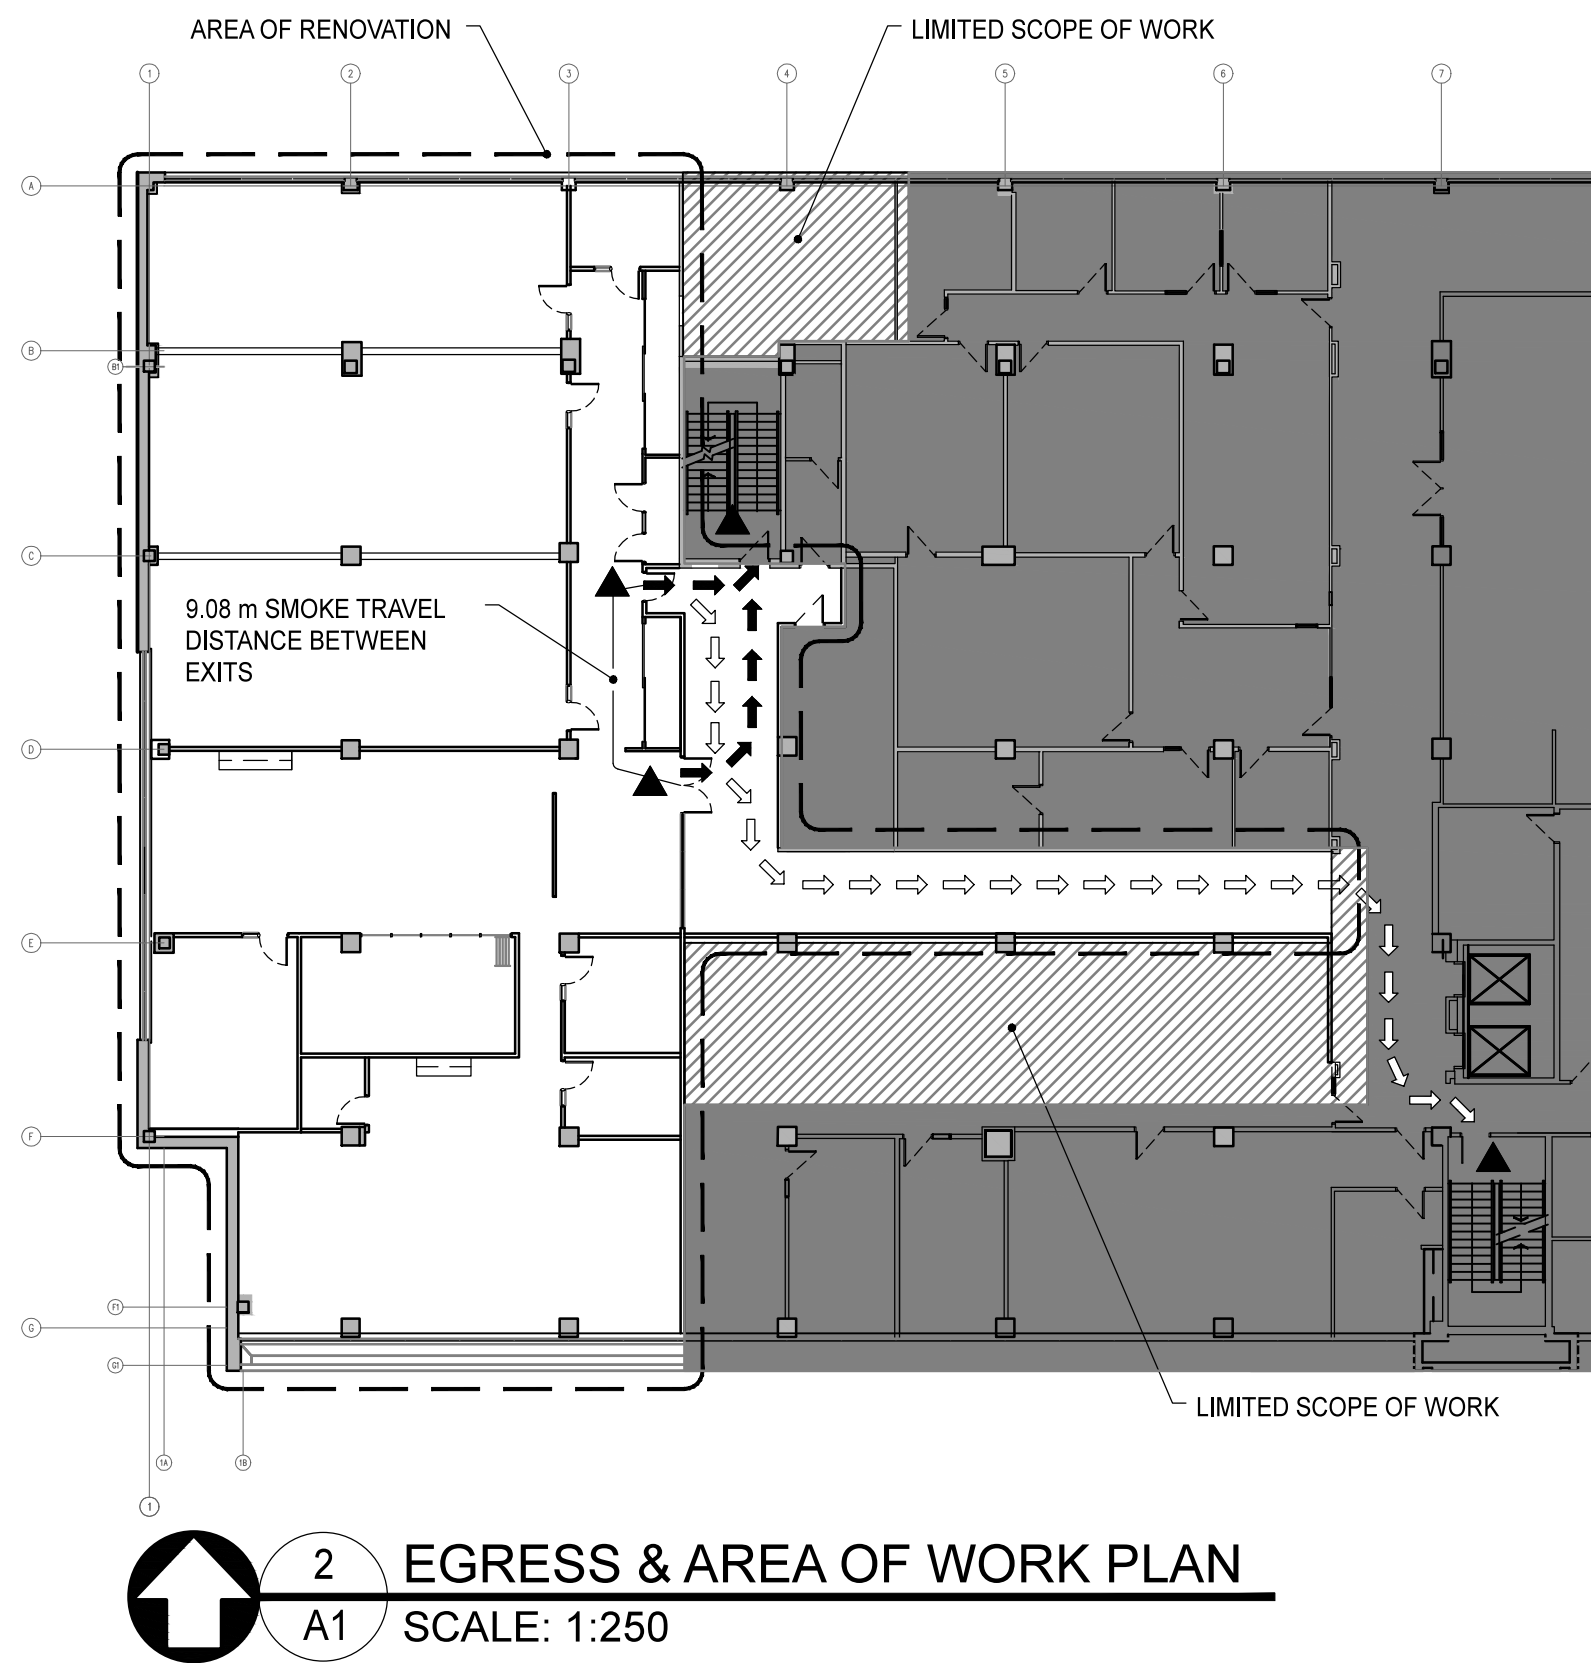 AREA OF RENOVATION
LIMITED SCOPE OF WORK
1 2 3 4 5 6 7
A
B
B1
C
9.08 m SMOKE TRAVEL
DISTANCE BETWEEN
EXITS
D
E
F
F1
G
G1
LIMITED SCOPE OF WORK
1A 1B
1
2
A1
EGRESS & AREA OF WORK PLAN
SCALE: 1:250